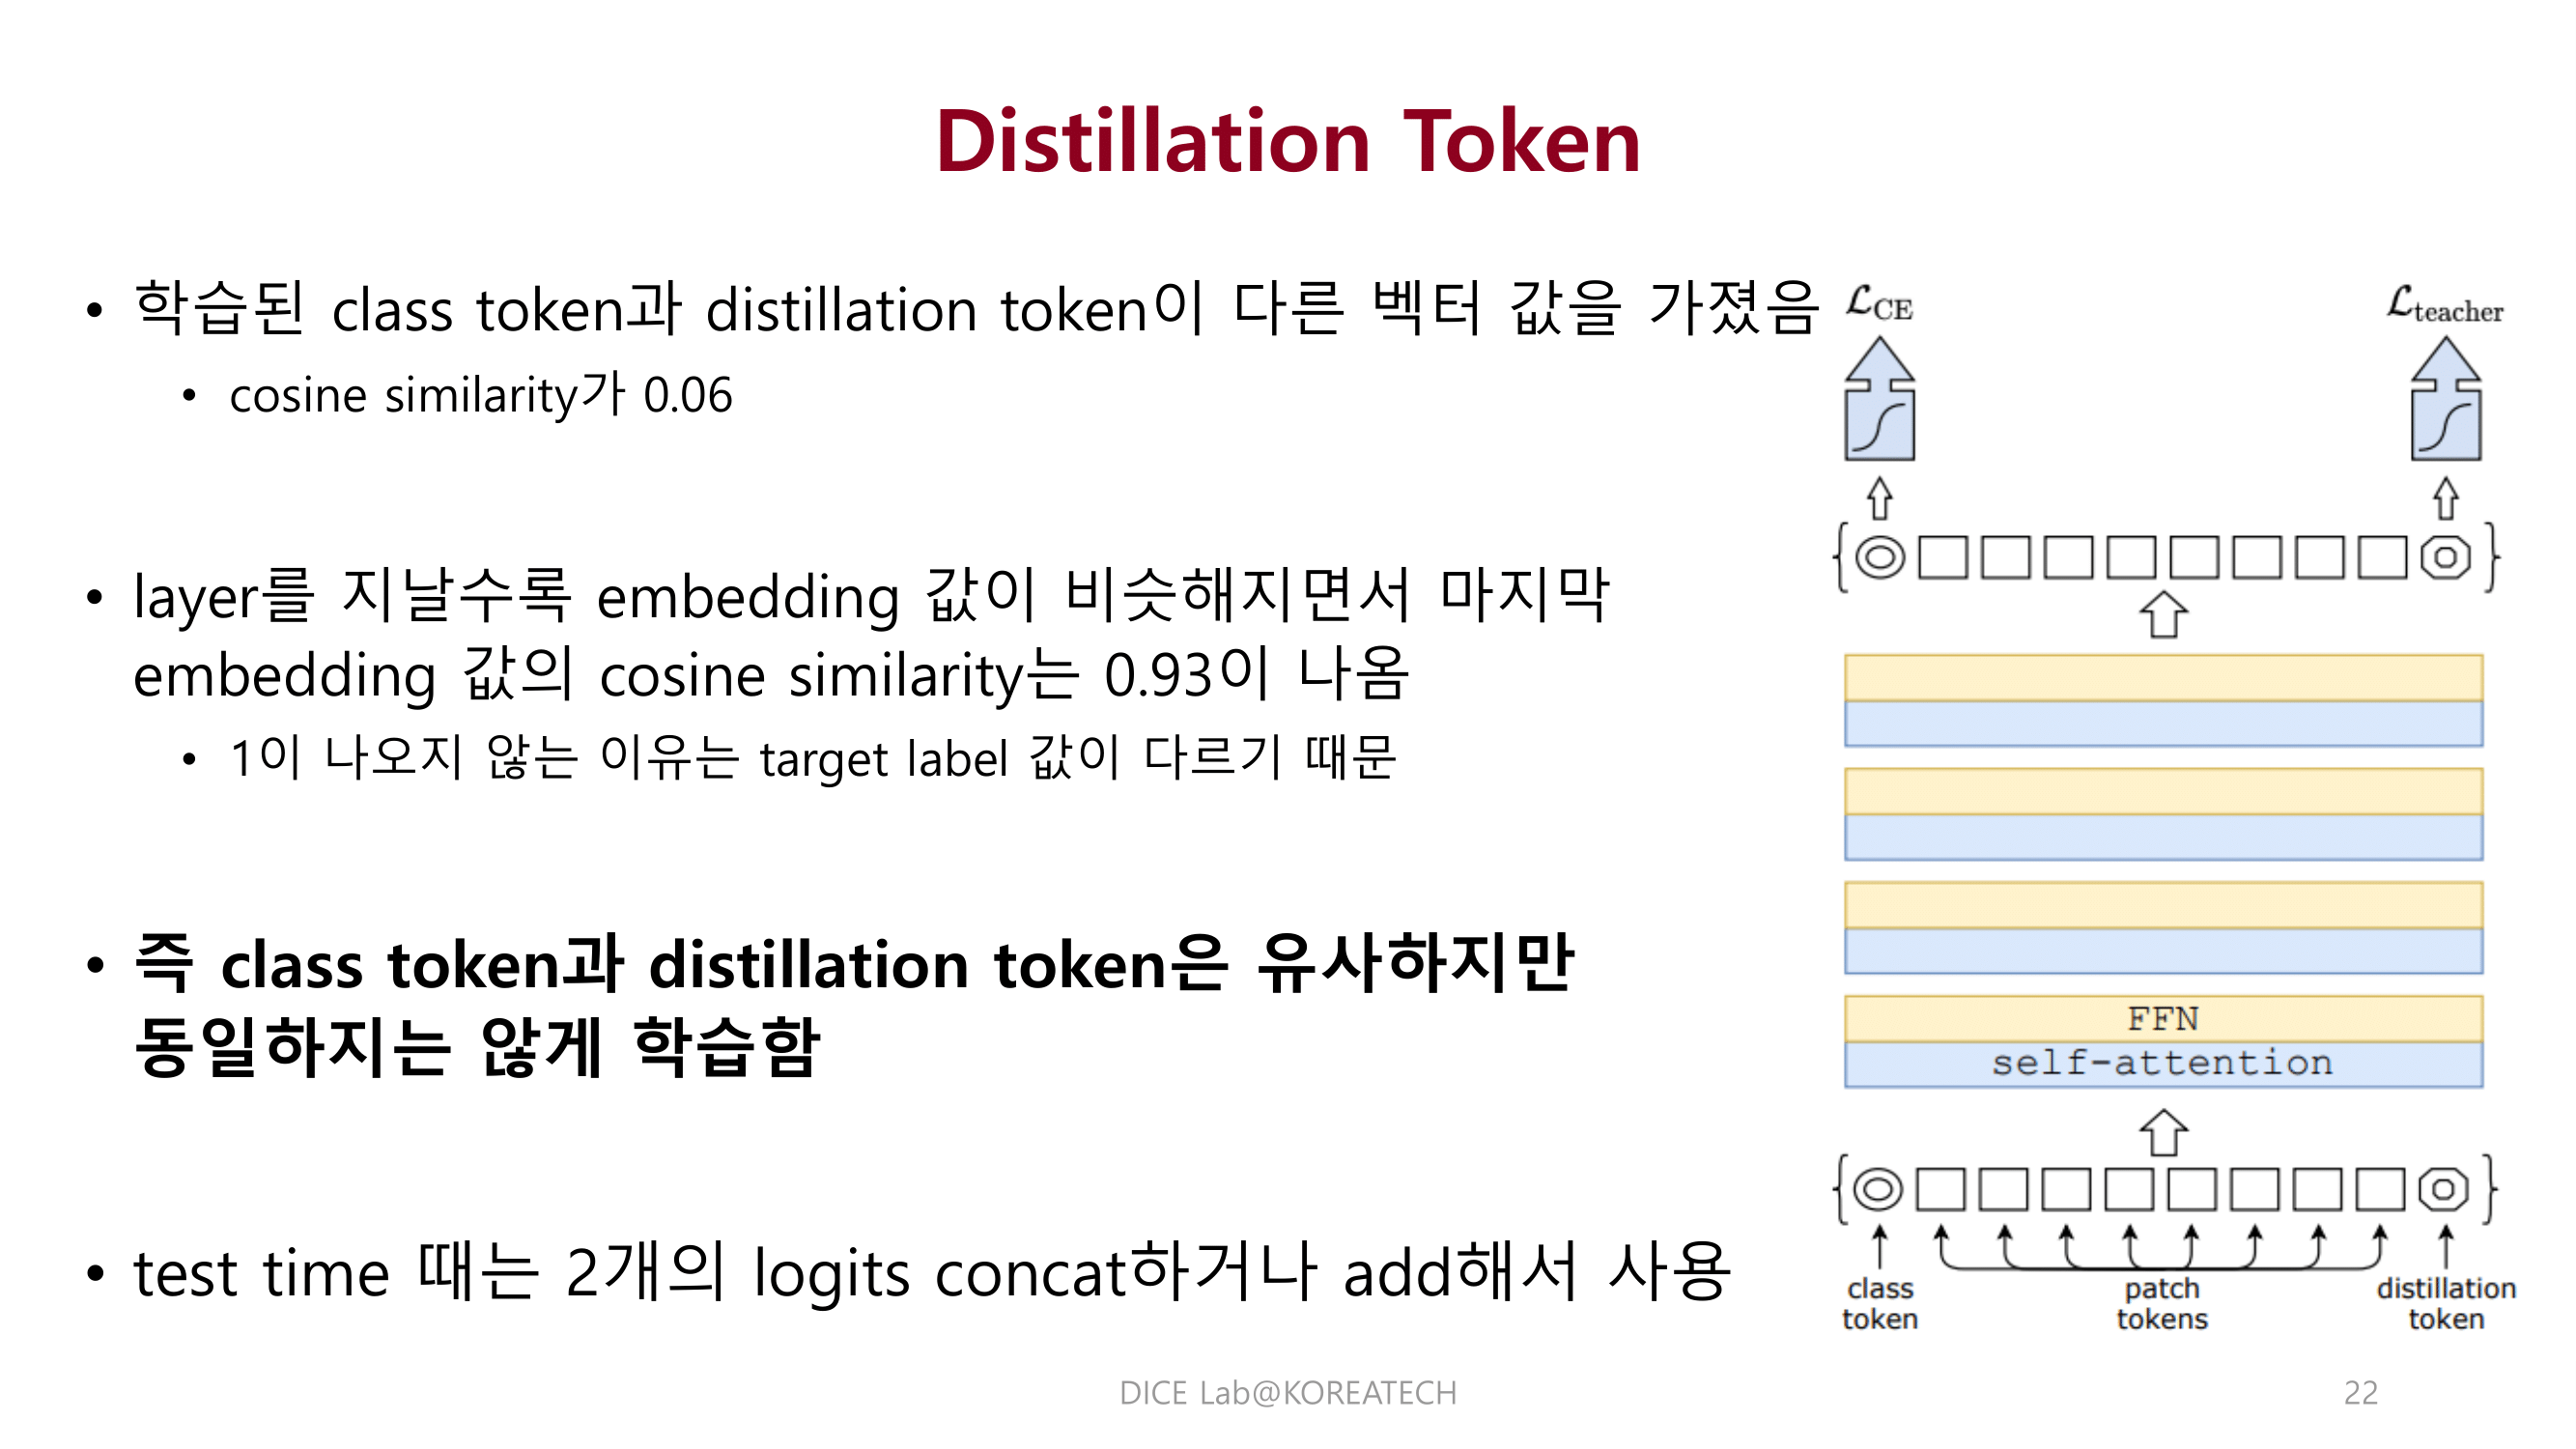 Distillation Token
• 학습된 class token과 distillation token이 다른 벡터 값을 가졌음
• cosine similarity가 0.06
• layer를 지날수록 embedding 값이 비슷해지면서 마지막
embedding 값의 cosine similarity는 0.93이 나옴
• 1이 나오지 않는 이유는 target label 값이 다르기 때문
• 즉 class token과 distillation token은 유사하지만
동일하지는 않게 학습함
• test time 때는 2개의 logits concat하거나 add해서 사용
ℒCE
ℒteacher
FFN
self-attention
class
token
patch
tokens
distillation
token
DICE Lab@KOREATECH
22